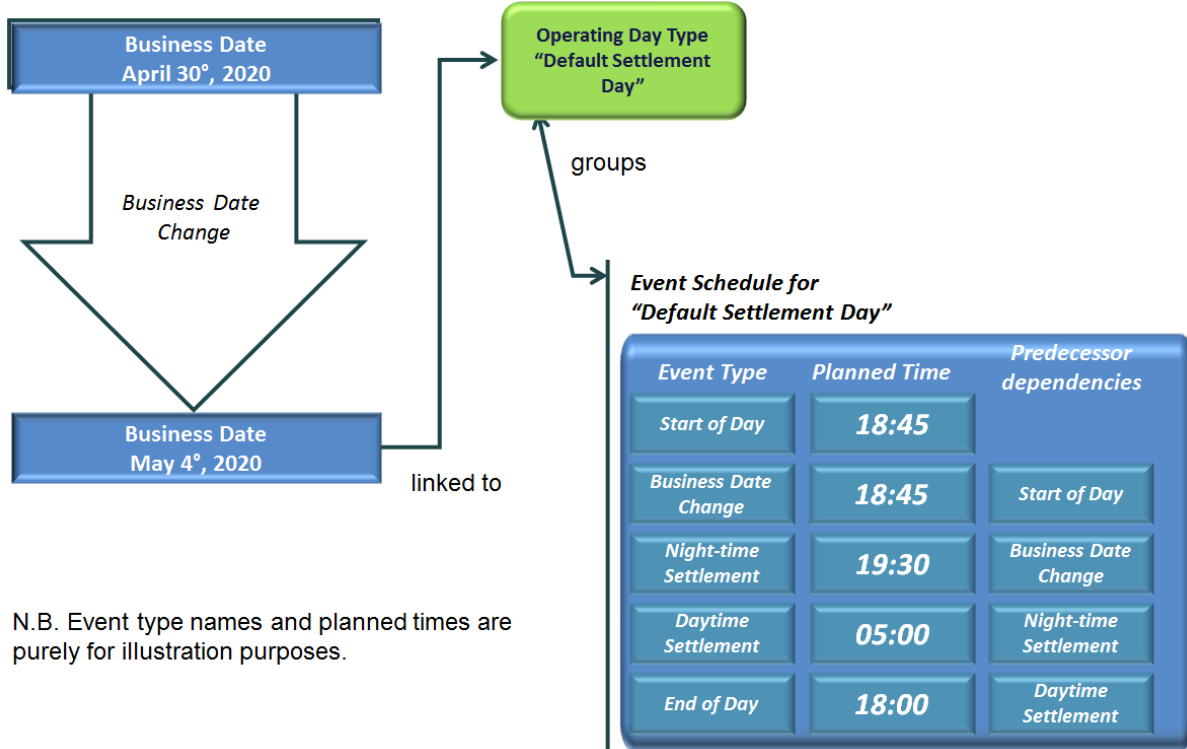 Business Date
April 30°, 2020
Operating Day Type
“Default Settlement
Day”
groups
Business Date
Change
Event Schedule for
“Default Settlement Day”
Business Date
May 4°, 2020
linked to
Event Type Planned Time Predecessor
dependencies
Start of Day 18:45
Business Date
Change 18:45 Start of Day
Night-time
Settlement 19:30 Business Date
Change
Daytime
Settlement 05:00 Night-time
Settlement
End of Day 18:00 Daytime
Settlement
N.B. Event type names and planned times are
purely for illustration purposes.